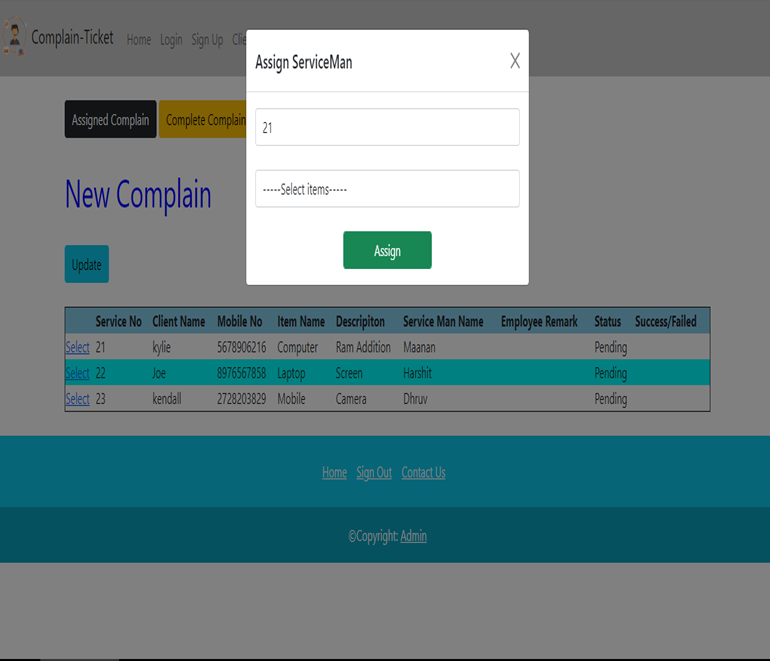 Complain-Ticket Home Login Sign Up Clie
Assign ServiceMan X
Assigned Complain Complete Complain
21
-----Select items-----
New Complain
Assign
Update
Service No Client Name Mobile No Item Name Descripiton Service Man Name Employee Remark Status Success/Failed
Select 21 kylie 5678906216 Computer Ram Addition Maanan Pending
Select 22 Joe 8976567858 Laptop Screen Harshit Pending
Select 23 kendall 2728203829 Mobile Camera Dhruv Pending
Home Sign Out Contact Us
©Copyright: Admin